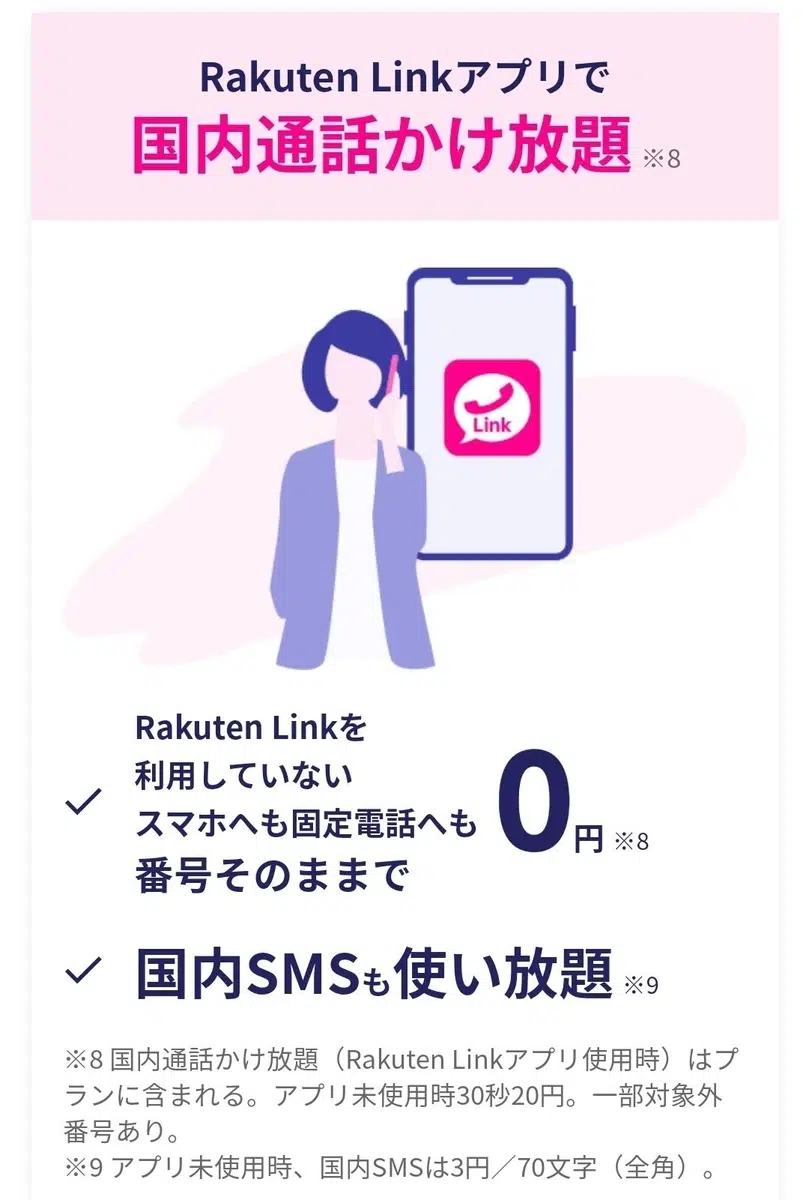 Rakuten Linkアプリで
国内通話かけ放題 ※8
Link
Rakuten Linkを
利用していない
スマホへも固定電話へも
番号そのままで
0円 ※8
国内SMSも使い放題 ※9
※8 国内通話かけ放題（Rakuten Linkアプリ使用時）はプ
ランに含まれる。アプリ未使用時30秒20円。一部対象外
番号あり。
※9 アプリ未使用時、国内SMSは3円／70文字（全角）。